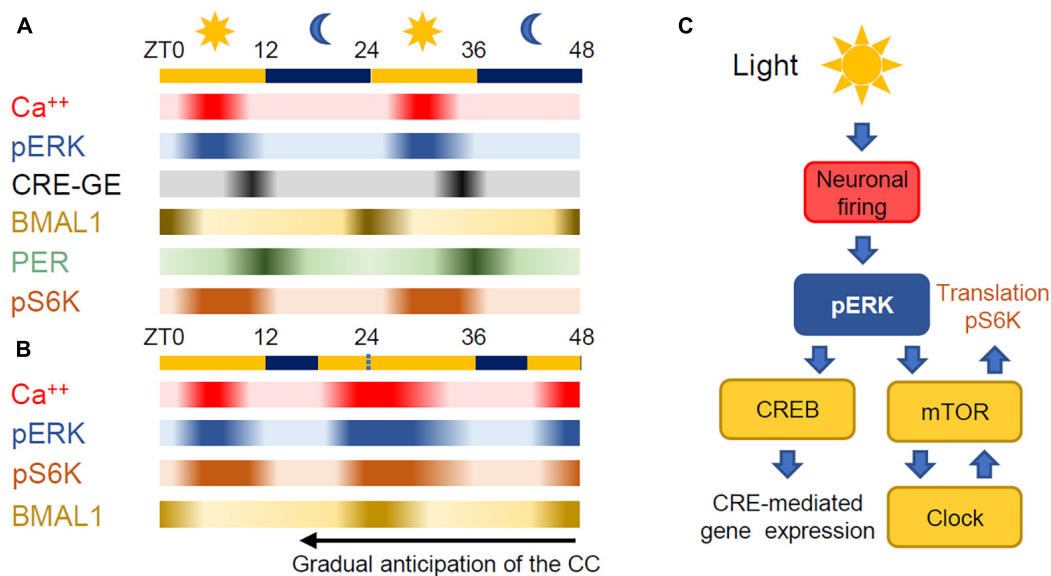 A
ZT0 12 24 36 48
Ca++
pERK
CRE-GE
BMAL1
PER
pS6K
B
ZT0 12 24 36 48
Ca++
pERK
pS6K
BMAL1
Gradual anticipation of the CC
C
Light
Neuronal
firing
pERK
Translation
pS6K
CREB
mTOR
CRE-mediated
gene expression
Clock